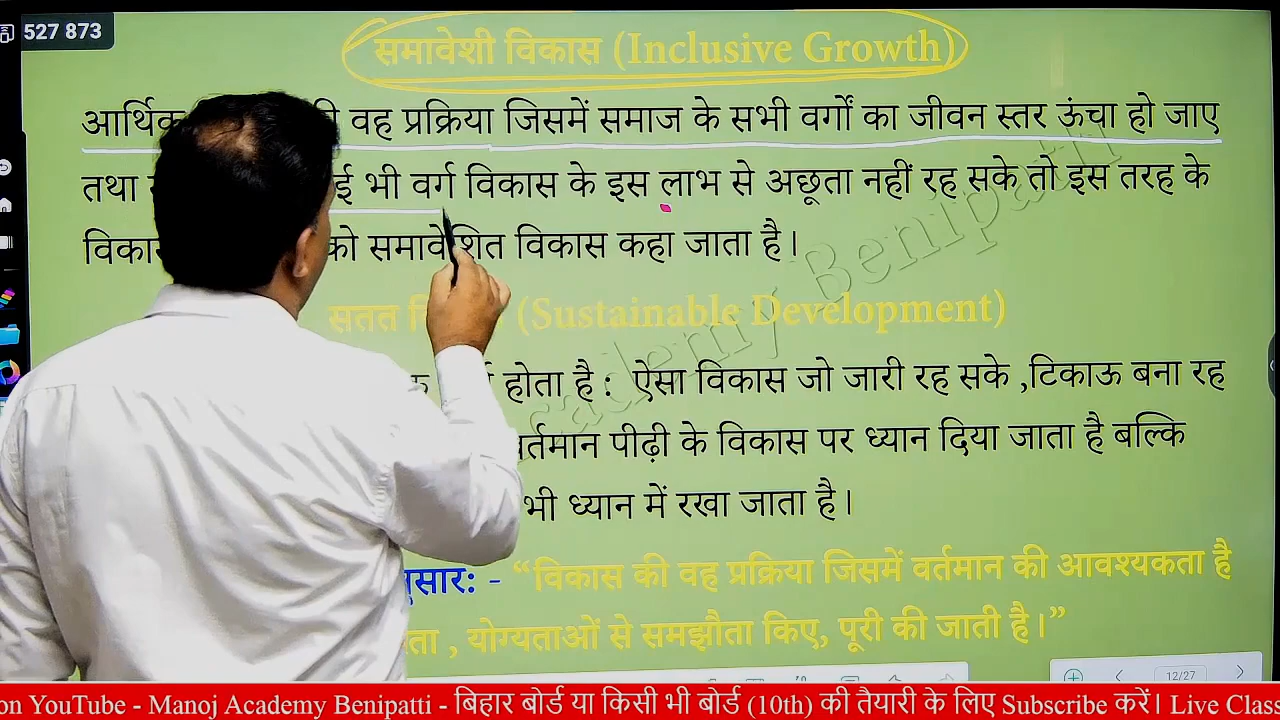 527 873
समावेशी विकास (Inclusive Growth)
आर्थिक वह प्रक्रिया जिसमें समाज के सभी वर्गों का जीवन स्तर ऊंचा हो जाए
तथा भी वर्ग विकास के इस लाभ से अछूता नहीं रह सके तो इस तरह के
को समावेशित विकास कहा जाता है।
सतत (Sustainable Development)
होता है : ऐसा विकास जो जारी रह सके ,टिकाऊ बना रह
वर्तमान पीढ़ी के विकास पर ध्यान दिया जाता है बल्कि
भी ध्यान में रखा जाता है।
- “विकास की वह प्रक्रिया जिसमें वर्तमान की आवश्यकता है
, योग्यताओं से समझौता किए, पूरी की जाती है।”
12/27
on YouTube - Manoj Academy Benipatti - बिहार बोर्ड या किसी भी बोर्ड (10th) की तैयारी के लिए Subscribe करें। Live Class